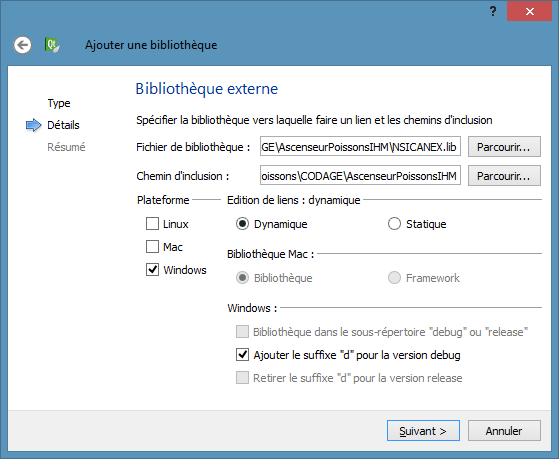 ?
Qt
Ajouter une bibliothèque
Bibliothèque externe
Type
Détails
Résumé
Spécifier la bibliothèque vers laquelle faire un lien et les chemins d'inclusion
Fichier de bibliothèque : GE\AscenseurPoissonsIHM\NSICANEX.lib Parcourir...
Chemin d'inclusion : oissons\CODAGE\AscenseurPoissonsIHM Parcourir...
Plateforme
Linux
Mac
Windows
Edition de liens : dynamique
Dynamique Statique
Bibliothèque Mac :
Bibliothèque Framework
Windows :
Bibliothèque dans le sous-répertoire "debug" ou "release"
Ajouter le suffixe "d" pour la version debug
Retirer le suffixe "d" pour la version release
Suivant > Annuler